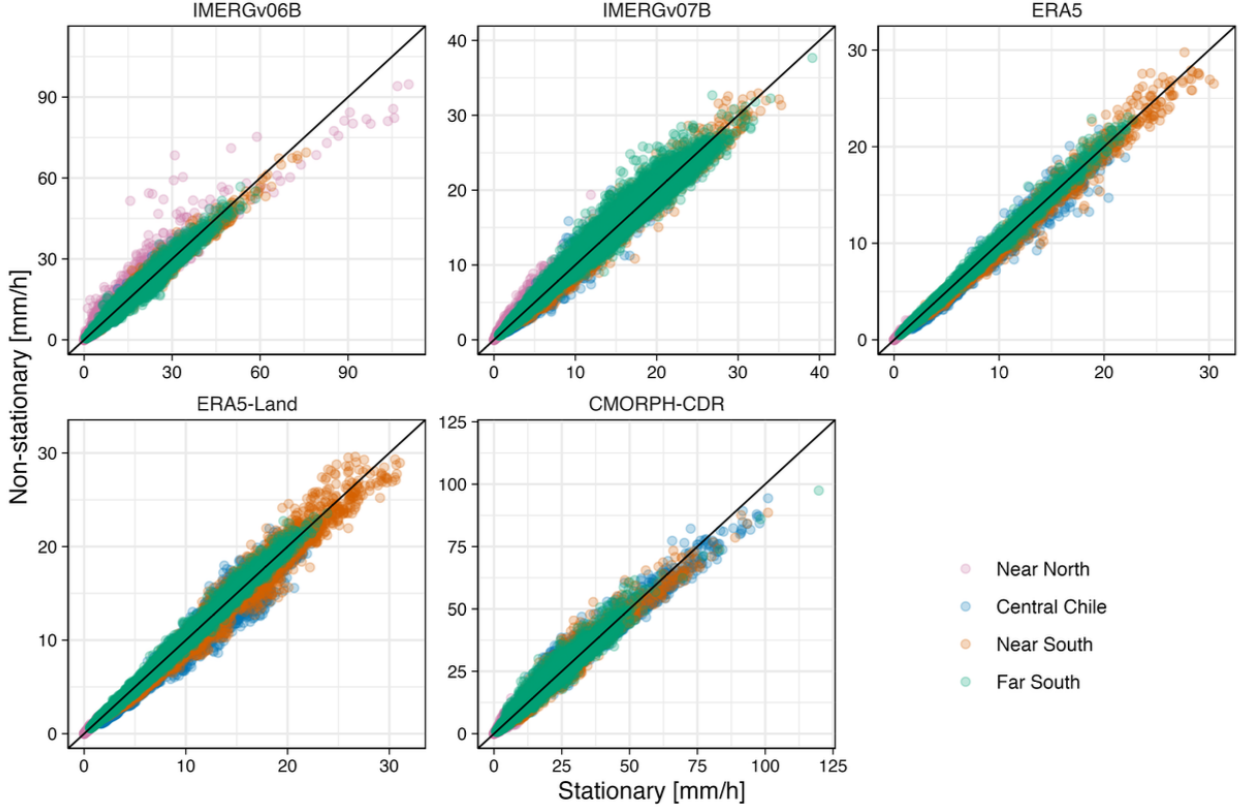 IMERGv06B
IMERGv07B
ERA5
90
60
30
0
0 30 60 90
40
30
20
10
0
0 10 20 30 40
30
20
10
0
0 10 20 30
Non-stationary [mm/h]
ERA5-Land
CMORPH-CDR
30
20
10
0
0 10 20 30
125
100
75
50
25
0
0 25 50 75 100 125
Near North
Central Chile
Near South
Far South
Stationary [mm/h]